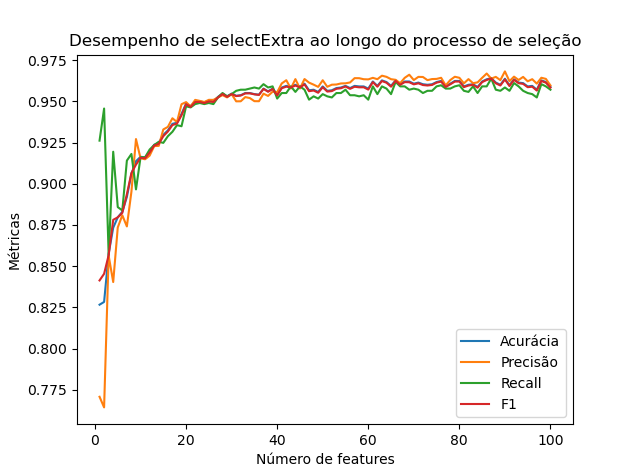 Desempenho de selectExtra ao longo do processo de seleção
0.975
0.950
0.925
0.900
0.875
0.850
0.825
0.800
0.775
Métricas
Acurácia
Precisão
Recall
F1
0
20
40
60
80
100
Número de features